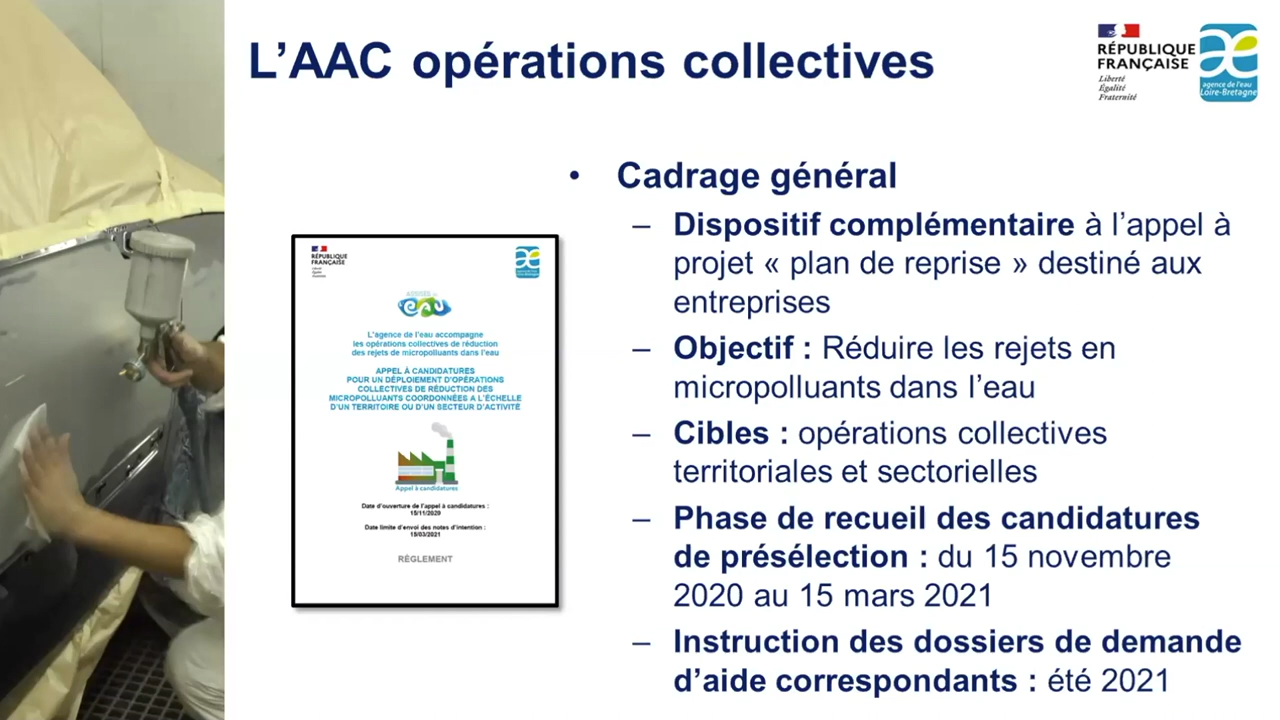 L’AAC opérations collectives
RÉPUBLIQUE
FRANÇAISE
Liberté
Égalité
Fraternité
agence de l'eau
Loire-Bretagne
• Cadrage général
– Dispositif complémentaire à l’appel à
projet « plan de reprise » destiné aux
entreprises
– Objectif : Réduire les rejets en
micropolluants dans l’eau
– Cibles : opérations collectives
territoriales et sectorielles
– Phase de recueil des candidatures
de présélection : du 15 novembre
2020 au 15 mars 2021
– Instruction des dossiers de demande
d’aide correspondants : été 2021
RÉPUBLIQUE
FRANÇAISE
eau
L'agence de l'eau accompagne
les opérations collectives de réduction
des rejets de micropolluants dans l'eau
APPEL À CANDIDATURES
POUR UN DÉPLOIEMENT D'OPÉRATIONS
COLLECTIVES DE RÉDUCTION DES
MICROPOLLUANTS COORDONNÉES A L'ÉCHELLE
D'UN TERRITOIRE OU D'UN SECTEUR D'ACTIVITÉ
Appel à candidatures
Date d'ouverture de l'appel à candidatures :
15/11/2020
Date limite d'envoi des notes d'intention :
15/03/2021
RÈGLEMENT